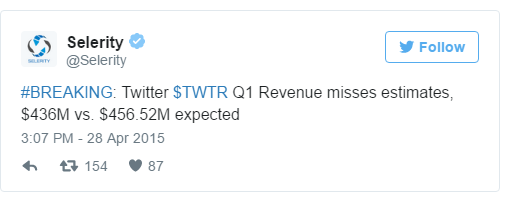 Selerity
@Selerity
SELERITY
Follow
#BREAKING: Twitter $TWTR Q1 Revenue misses estimates,
$436M vs. $456.52M expected
3:07 PM - 28 Apr 2015
154 87